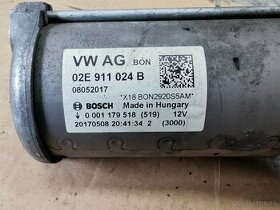 VW AG .BON
02E 911 024 B
08052017
*X18 BON2920S5AM*
BOSCH Made in Hungary
0 001 179 518 (519) 12V
20170508 20:41:34 2 (3000)